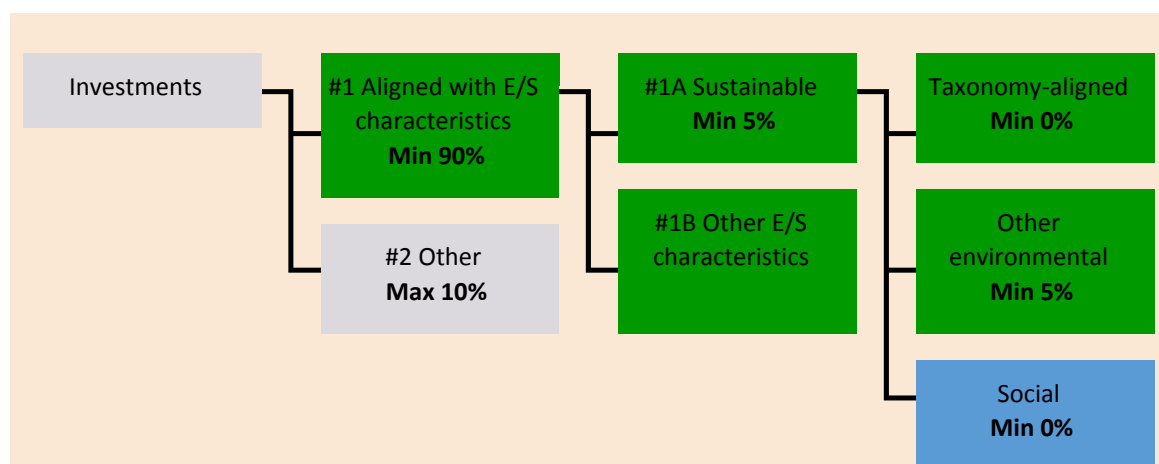 Investments
#1 Aligned with E/S
characteristics
Min 90%
#2 Other
Max 10%
#1A Sustainable
Min 5%
#1B Other E/S
characteristics
Taxonomy-aligned
Min 0%
Other
environmental
Min 5%
Social
Min 0%